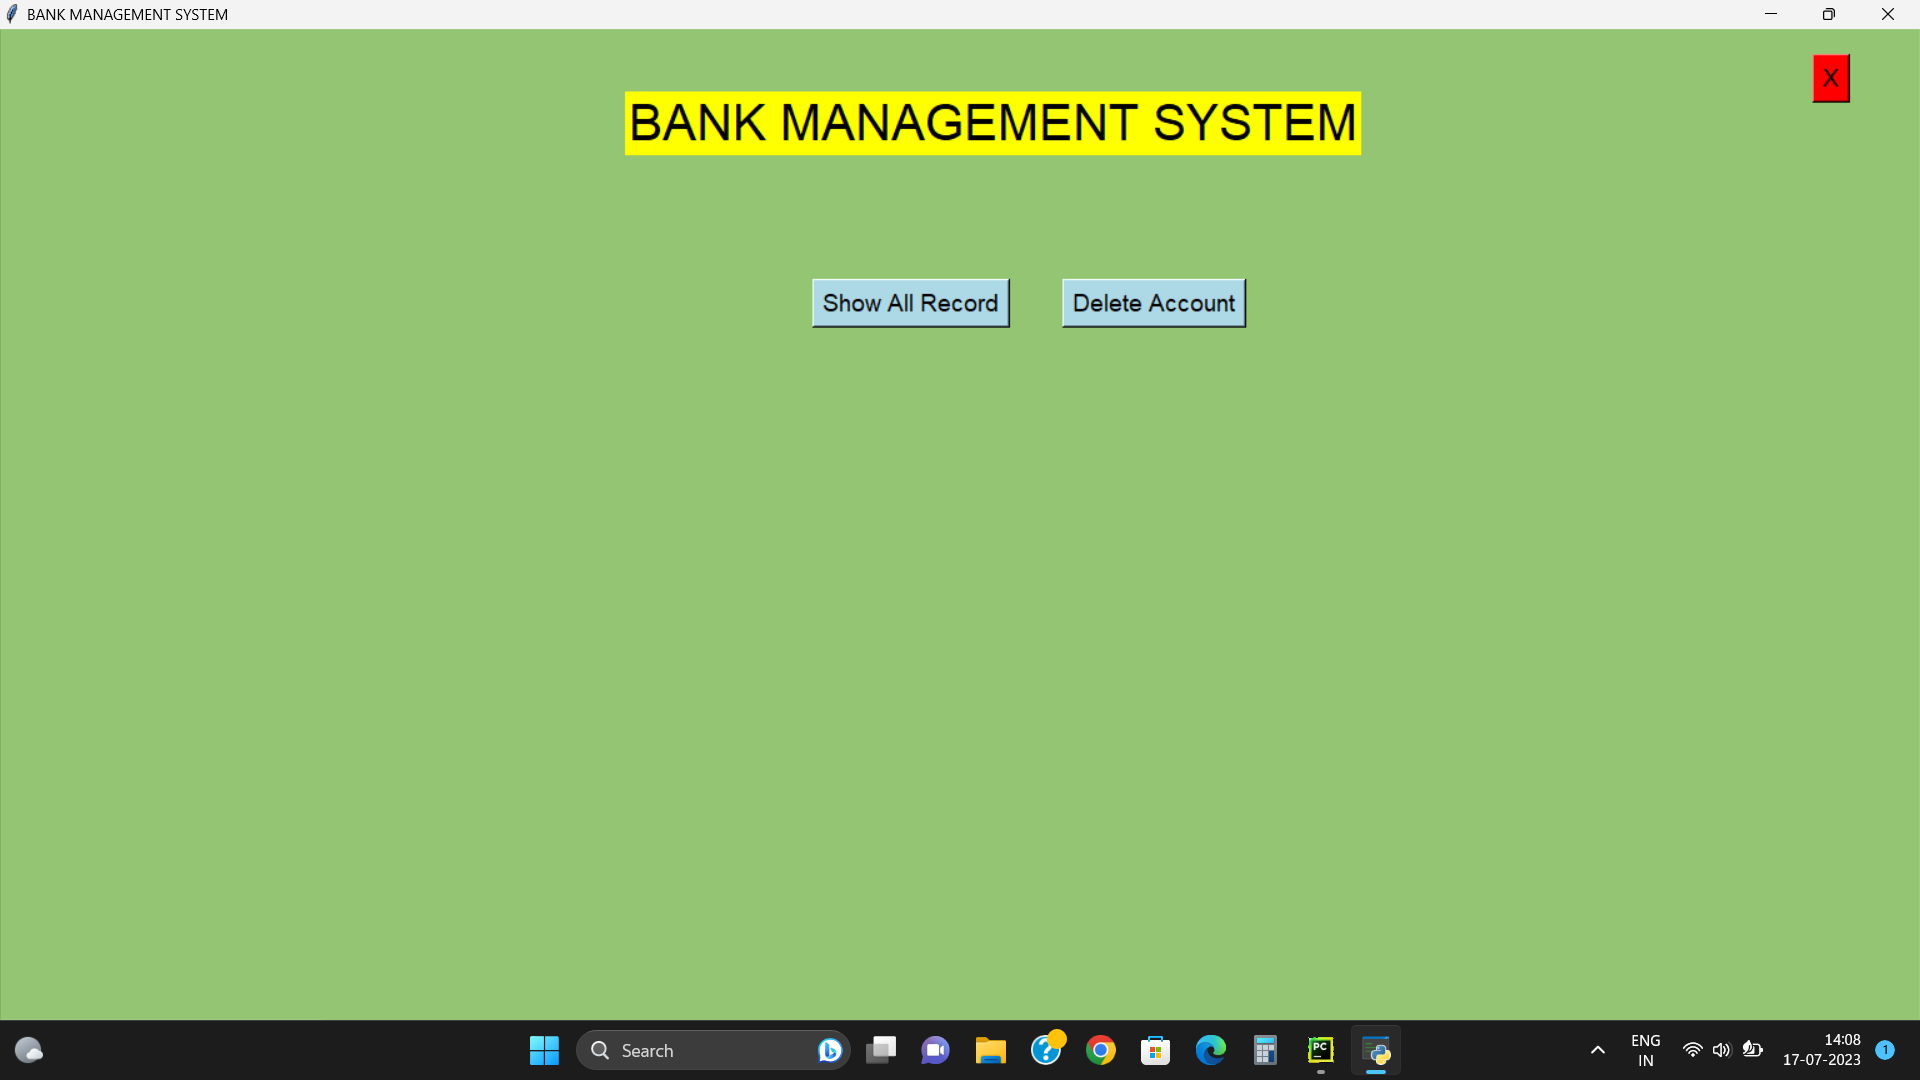 BANK MANAGEMENT SYSTEM
X
BANK MANAGEMENT SYSTEM
Show All Record
Delete Account
Search
PC
ENG
IN
14:08
17-07-2023
1